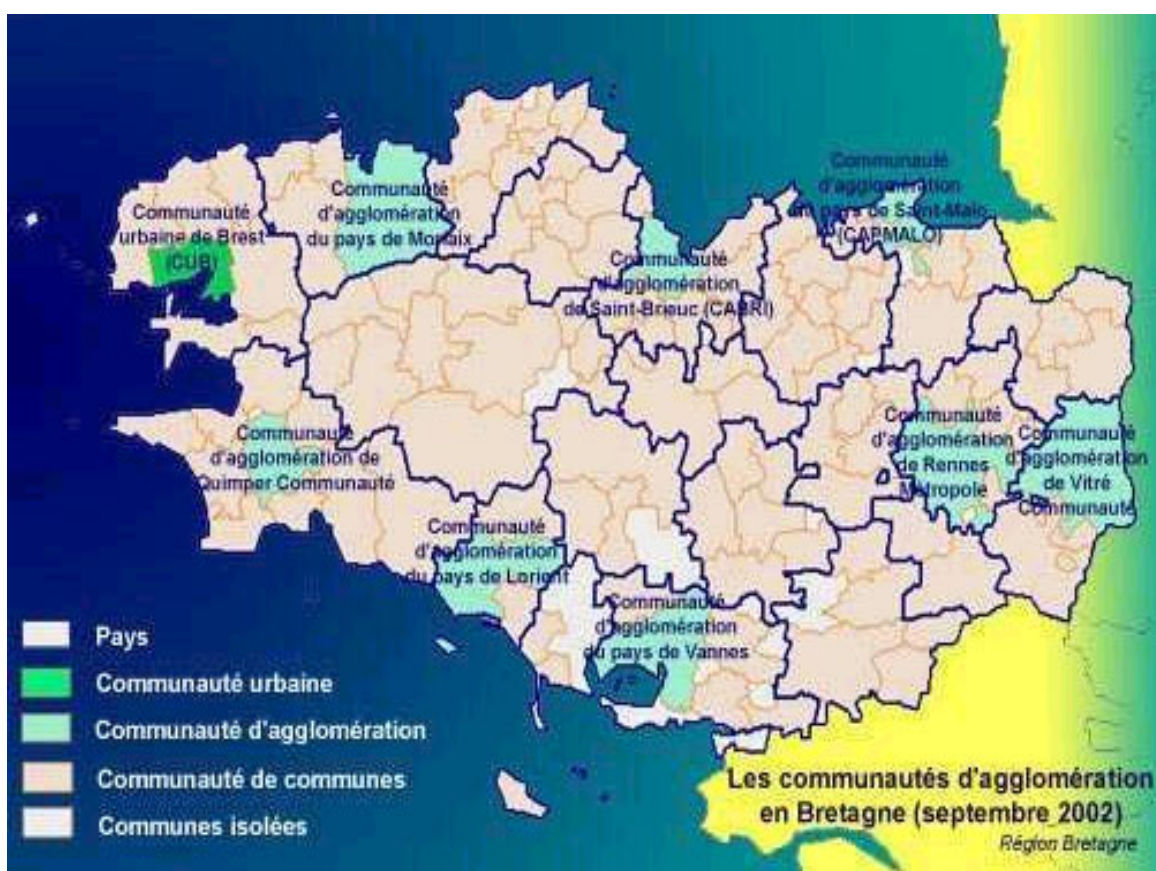 Communauté
urbaine de Brest
(CUB)
Communauté
d'agglomération
du pays de Morlaix
Communauté
d'agglomération
de Saint-Brieuc (CABRI)
Communauté
d'agglomération
du pays de Saint-Malo
(CAPMALO)
Communauté
d'agglomération de
Quimper Communauté
Communauté
d'agglomération
du pays de Lorient
Communauté
d'agglomération
du pays de Vannes
Communauté
d'agglomération
de Rennes
Métropole
Communauté
d'agglomération
de Vitré
Communauté
Pays
Communauté urbaine
Communauté d'agglomération
Communauté de communes
Communes isolées
Les communautés d'agglomération
en Bretagne (septembre 2002)
Région Bretagne